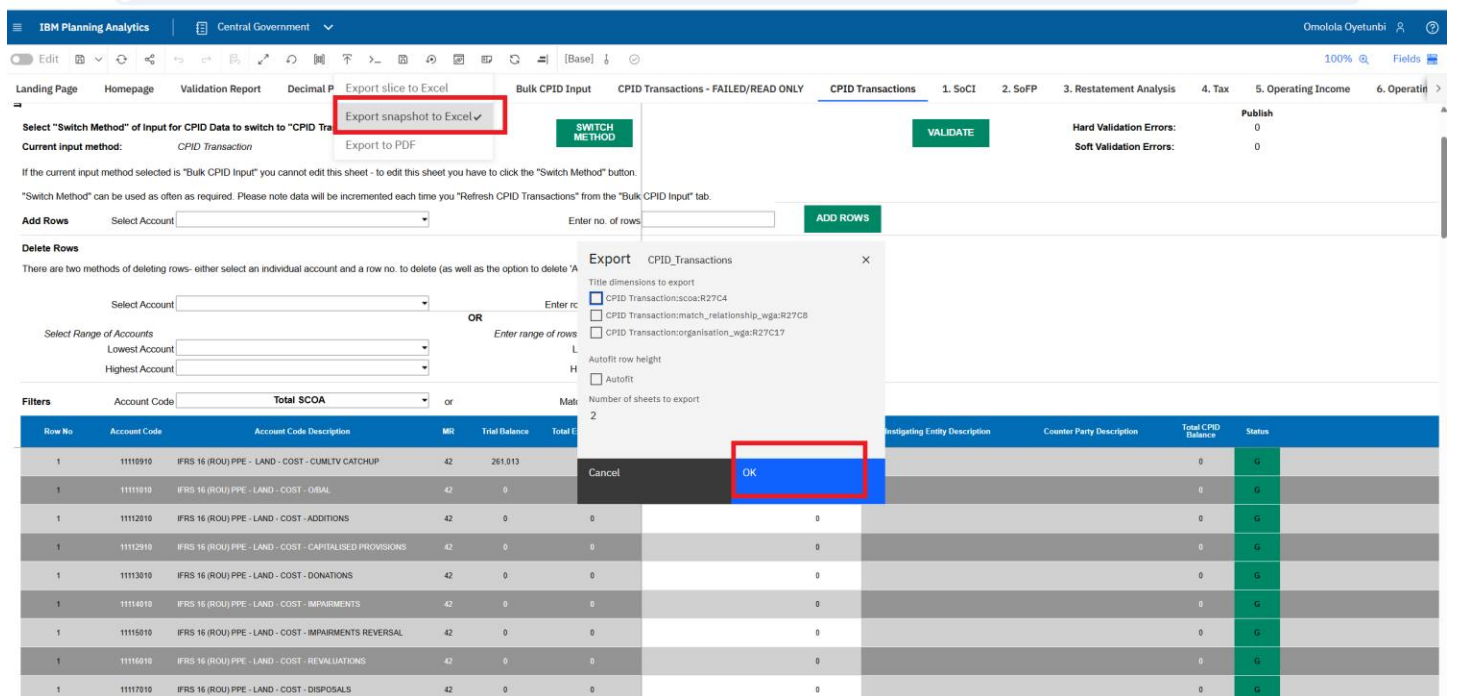 IBM Planning Analytics Central Government Omolola Oyetunbi
Edit [Base] 100% Fields
Landing Page Homepage Validation Report Decimal P Bulk CPID Input CPID Transactions - FAILED/READ ONLY CPID Transactions 1. SoCI 2. SoFP 3. Restatement Analysis 4. Tax 5. Operating Income 6. Operatin
Export slice to Excel
Export snapshot to Excel
Export to PDF
Publish
Select "Switch Method" of Input for CPID Data to switch to "CPID Tra SWITCH METHOD VALIDATE Hard Validation Errors: 0
Current input method: CPID Transaction Soft Validation Errors: 0
If the current input method selected is "Bulk CPID Input" you cannot edit this sheet - to edit this sheet you have to click the "Switch Method" button.
"Switch Method" can be used as often as required. Please note data will be incremented each time you "Refresh CPID Transactions" from the "Bulk CPID Input" tab.
Add Rows Select Account Enter no. of rows ADD ROWS
Delete Rows
There are two methods of deleting rows- either select an individual account and a row no. to delete (as well as the option to delete 'A
Select Account Enter ro
OR
Select Range of Accounts Enter range of rows
Lowest Account L
Highest Account H
Filters Account Code Total SCOA or Matc
Export CPID_Transactions
Title dimensions to export
CPID Transaction:scoa:R27C4
CPID Transaction:match_relationship_wga:R27C8
CPID Transaction:organisation_wga:R27C17
Autofit row height
Autofit
Number of sheets to export
2
Cancel OK
Row No Account Code Account Code Description MR Trial Balance Total E Instigating Entity Description Counter Party Description Total CPID Balance Status
1 11110910 IFRS 16 (ROU) PPE - LAND - COST - CUMLTV CATCHUP 42 261,013 0 G
1 11111010 IFRS 16 (ROU) PPE - LAND - COST - O/BAL 42 0 0 G
1 11112010 IFRS 16 (ROU) PPE - LAND - COST - ADDITIONS 42 0 0 0 0 G
1 11112910 IFRS 16 (ROU) PPE - LAND - COST - CAPITALISED PROVISIONS 42 0 0 0 0 G
1 11113010 IFRS 16 (ROU) PPE - LAND - COST - DONATIONS 42 0 0 0 0 G
1 11114010 IFRS 16 (ROU) PPE - LAND - COST - IMPAIRMENTS 42 0 0 0 0 G
1 11115010 IFRS 16 (ROU) PPE - LAND - COST - IMPAIRMENTS REVERSAL 42 0 0 0 0 G
1 11116010 IFRS 16 (ROU) PPE - LAND - COST - REVALUATIONS 42 0 0 0 0 G
1 11117010 IFRS 16 (ROU) PPE - LAND - COST - DISPOSALS 42 0 0 0 0 G